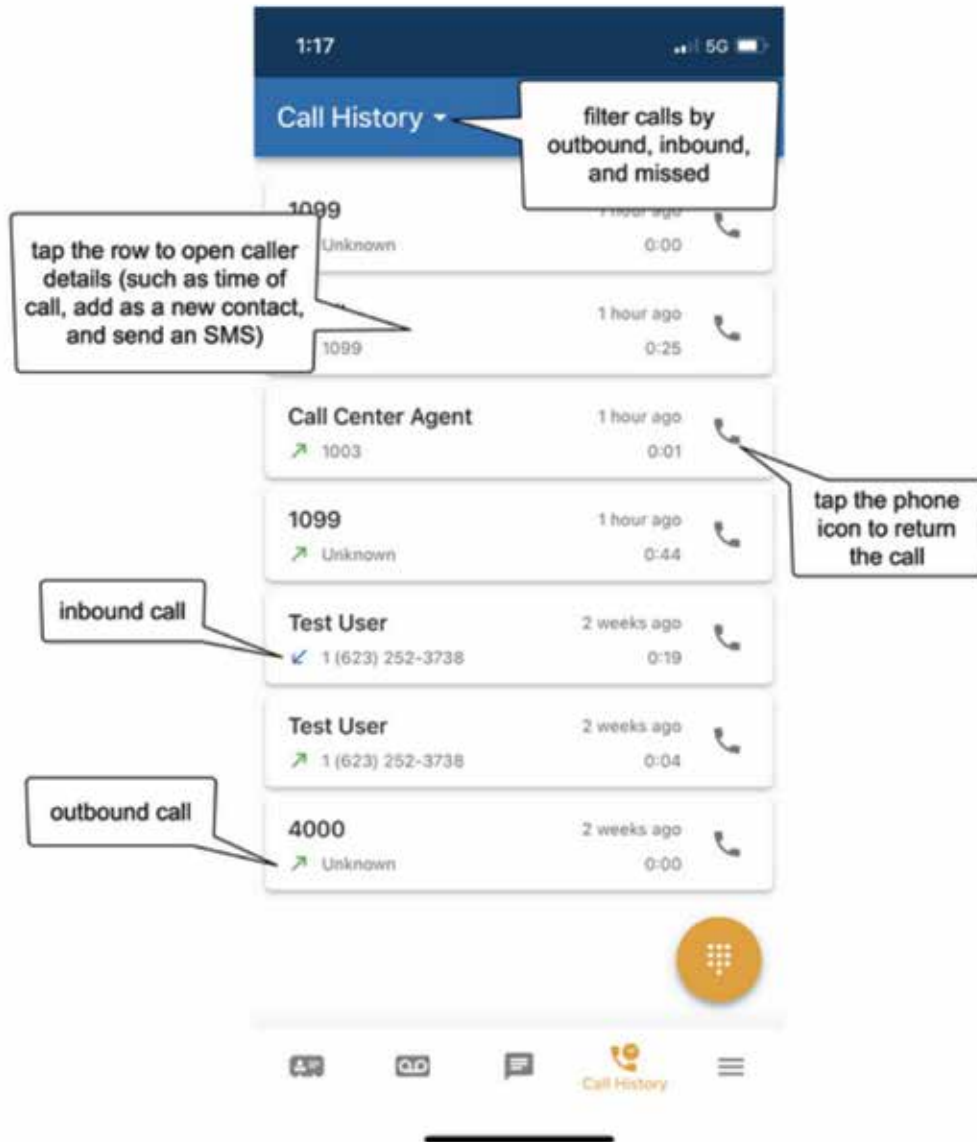 1:17
5G
Call History
filter calls by
outbound, inbound,
and missed
1099
1 hour ago
Unknown
0:00
tap the row to open caller
details (such as time of
call, add as a new contact,
and send an SMS)
1 hour ago
1099
0:25
Call Center Agent
1 hour ago
1003
0:01
tap the phone
icon to return
the call
1099
1 hour ago
Unknown
0:44
inbound call
Test User
2 weeks ago
1 (623) 252-3738
0:19
Test User
2 weeks ago
1 (623) 252-3738
0:04
outbound call
4000
2 weeks ago
Unknown
0:00
Call History